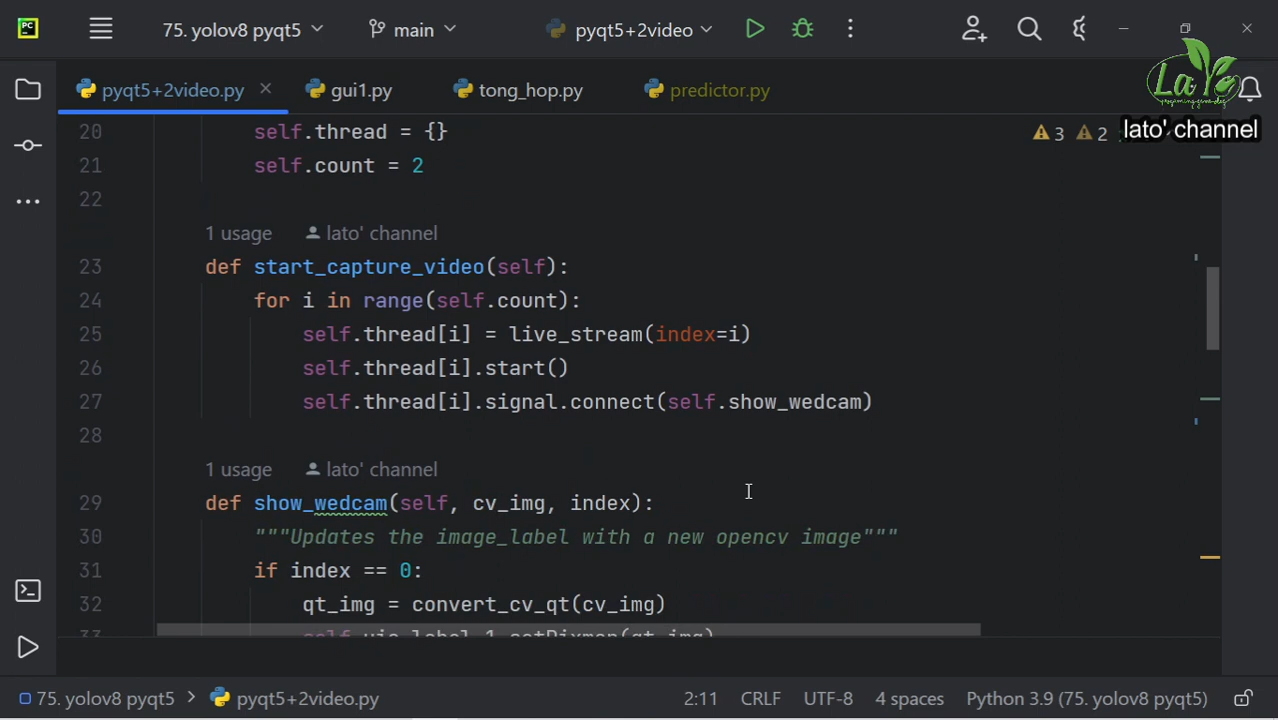 PC
75. yolov8 pyqt5
main
pyqt5+2video
pyqt5+2video.py
gui1.py
tong_hop.py
predictor.py
LaYo
lato' channel
3
2
20 self.thread = {}
21 self.count = 2
22
1 usage lato' channel
23 def start_capture_video(self):
24 for i in range(self.count):
25 self.thread[i] = live_stream(index=i)
26 self.thread[i].start()
27 self.thread[i].signal.connect(self.show_wedcam)
28
1 usage lato' channel
29 def show_wedcam(self, cv_img, index):
30 """Updates the image_label with a new opencv image"""
31 if index == 0:
32 qt_img = convert_cv_qt(cv_img)
75. yolov8 pyqt5
pyqt5+2video.py
2:11
CRLF
UTF-8
4 spaces
Python 3.9 (75. yolov8 pyqt5)